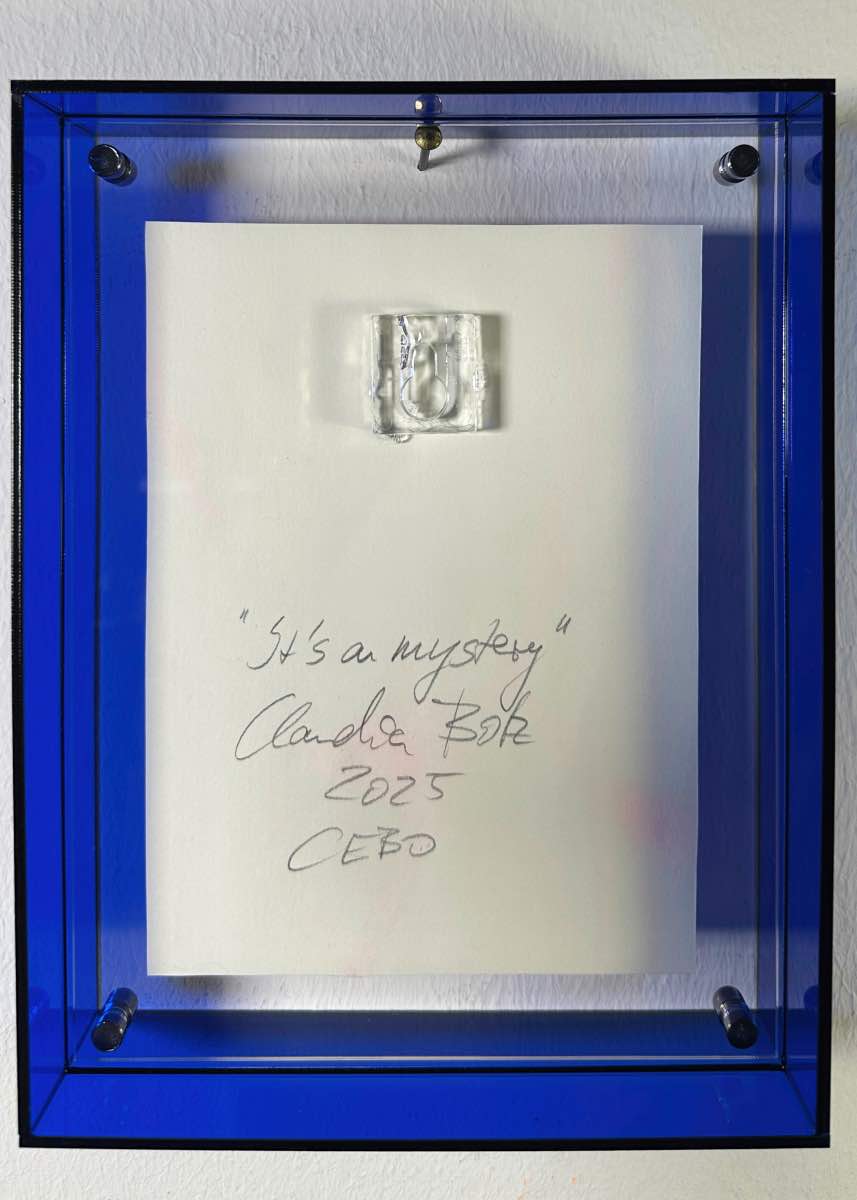 "It's a mystery"
Claudia Botz
2025
CEBO